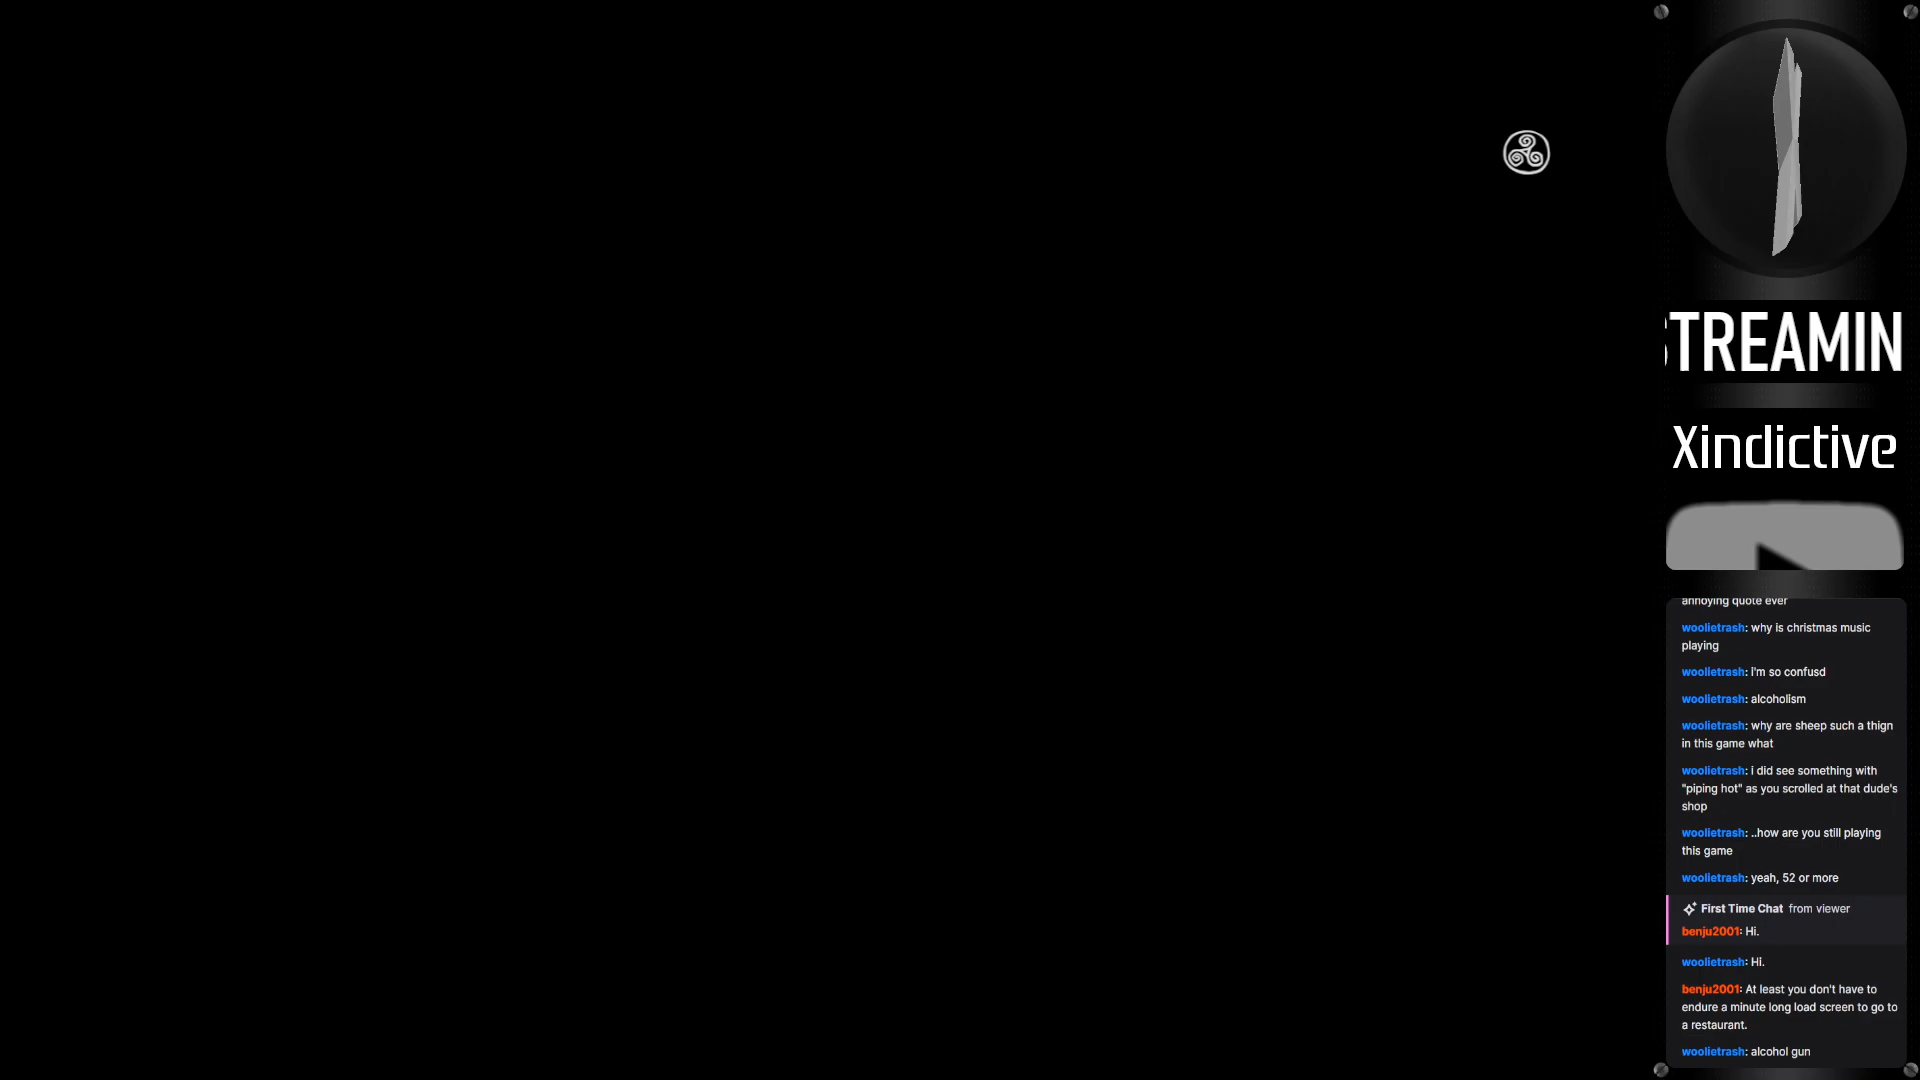 STREAMIN
Xindictive
annoying quote ever
woolietrash: why is christmas music
playing
woolietrash: i'm so confusd
woolietrash: alcoholism
woolietrash: why are sheep such a thign
in this game what
woolietrash: i did see something with
"piping hot" as you scrolled at that dude's
shop
woolietrash: ..how are you still playing
this game
woolietrash: yeah, 52 or more
First Time Chat from viewer
benju2001: Hi.
woolietrash: Hi.
benju2001: At least you don't have to
endure a minute long load screen to go to
a restaurant.
woolietrash: alcohol gun